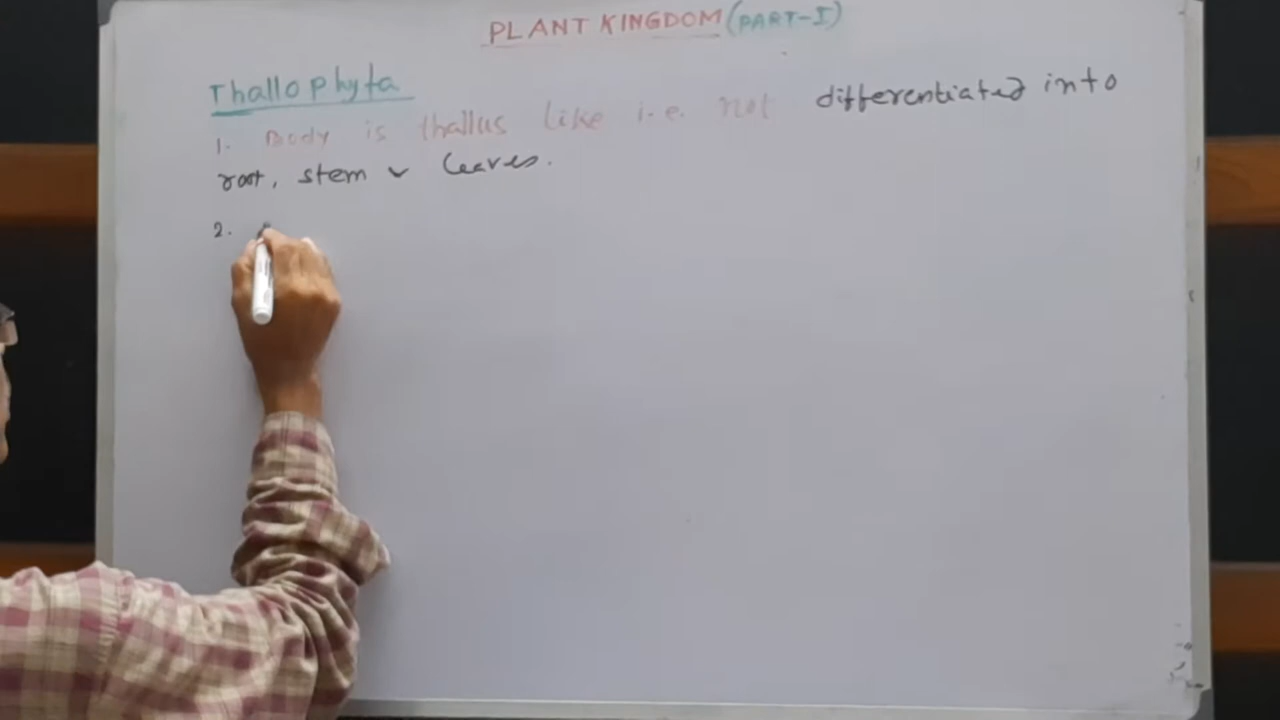 PLANT KINGDOM (PART-I)
Thallophyta
1. Body is thallus like i.e. not differentiated into
root, stem v leaves.
2.